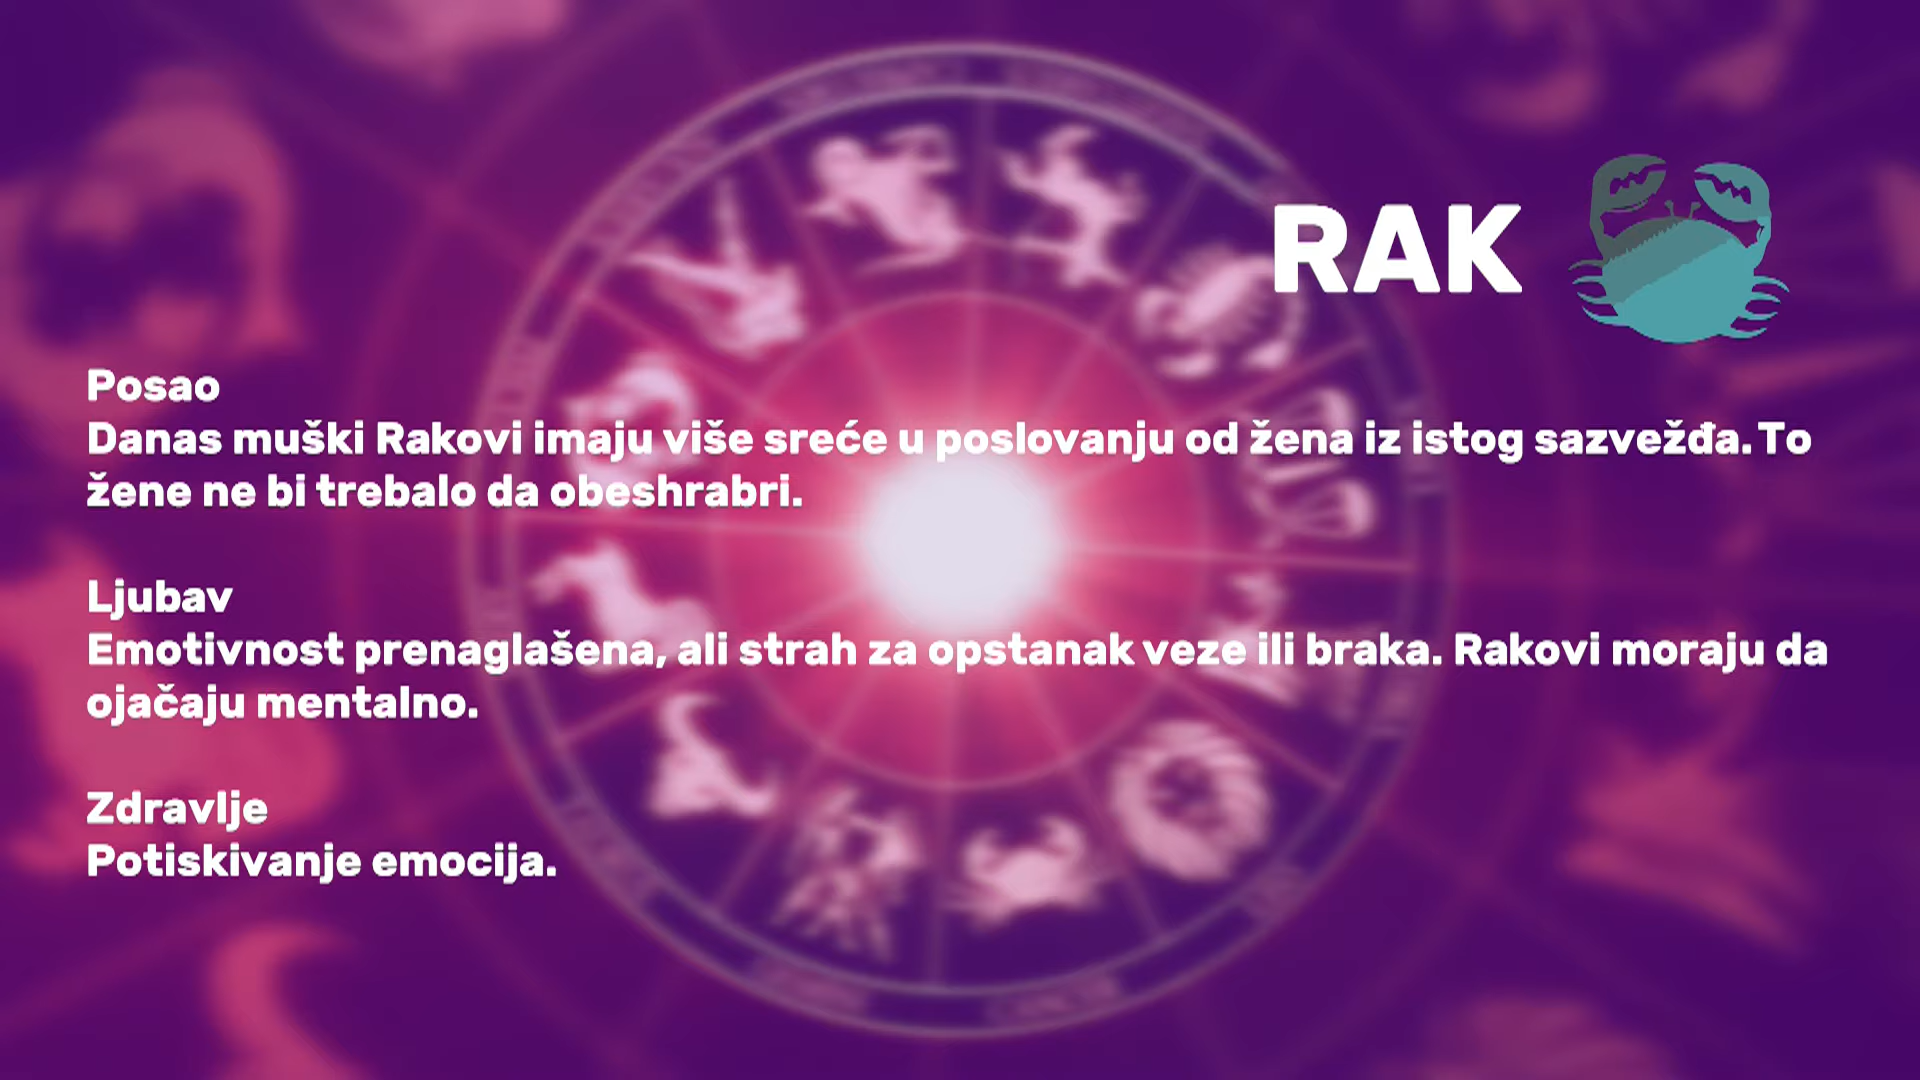 RAK
Posao
Danas muški Rakovi imaju više sreće u poslovanju od žena iz istog sazvežđa. To
žene ne bi trebalo da obeshrabri.
Ljubav
Emotivnost prenaglašena, ali strah za opstanak veze ili braka. Rakovi moraju da
ojačaju mentalno.
Zdravlje
Potiskivanje emocija.